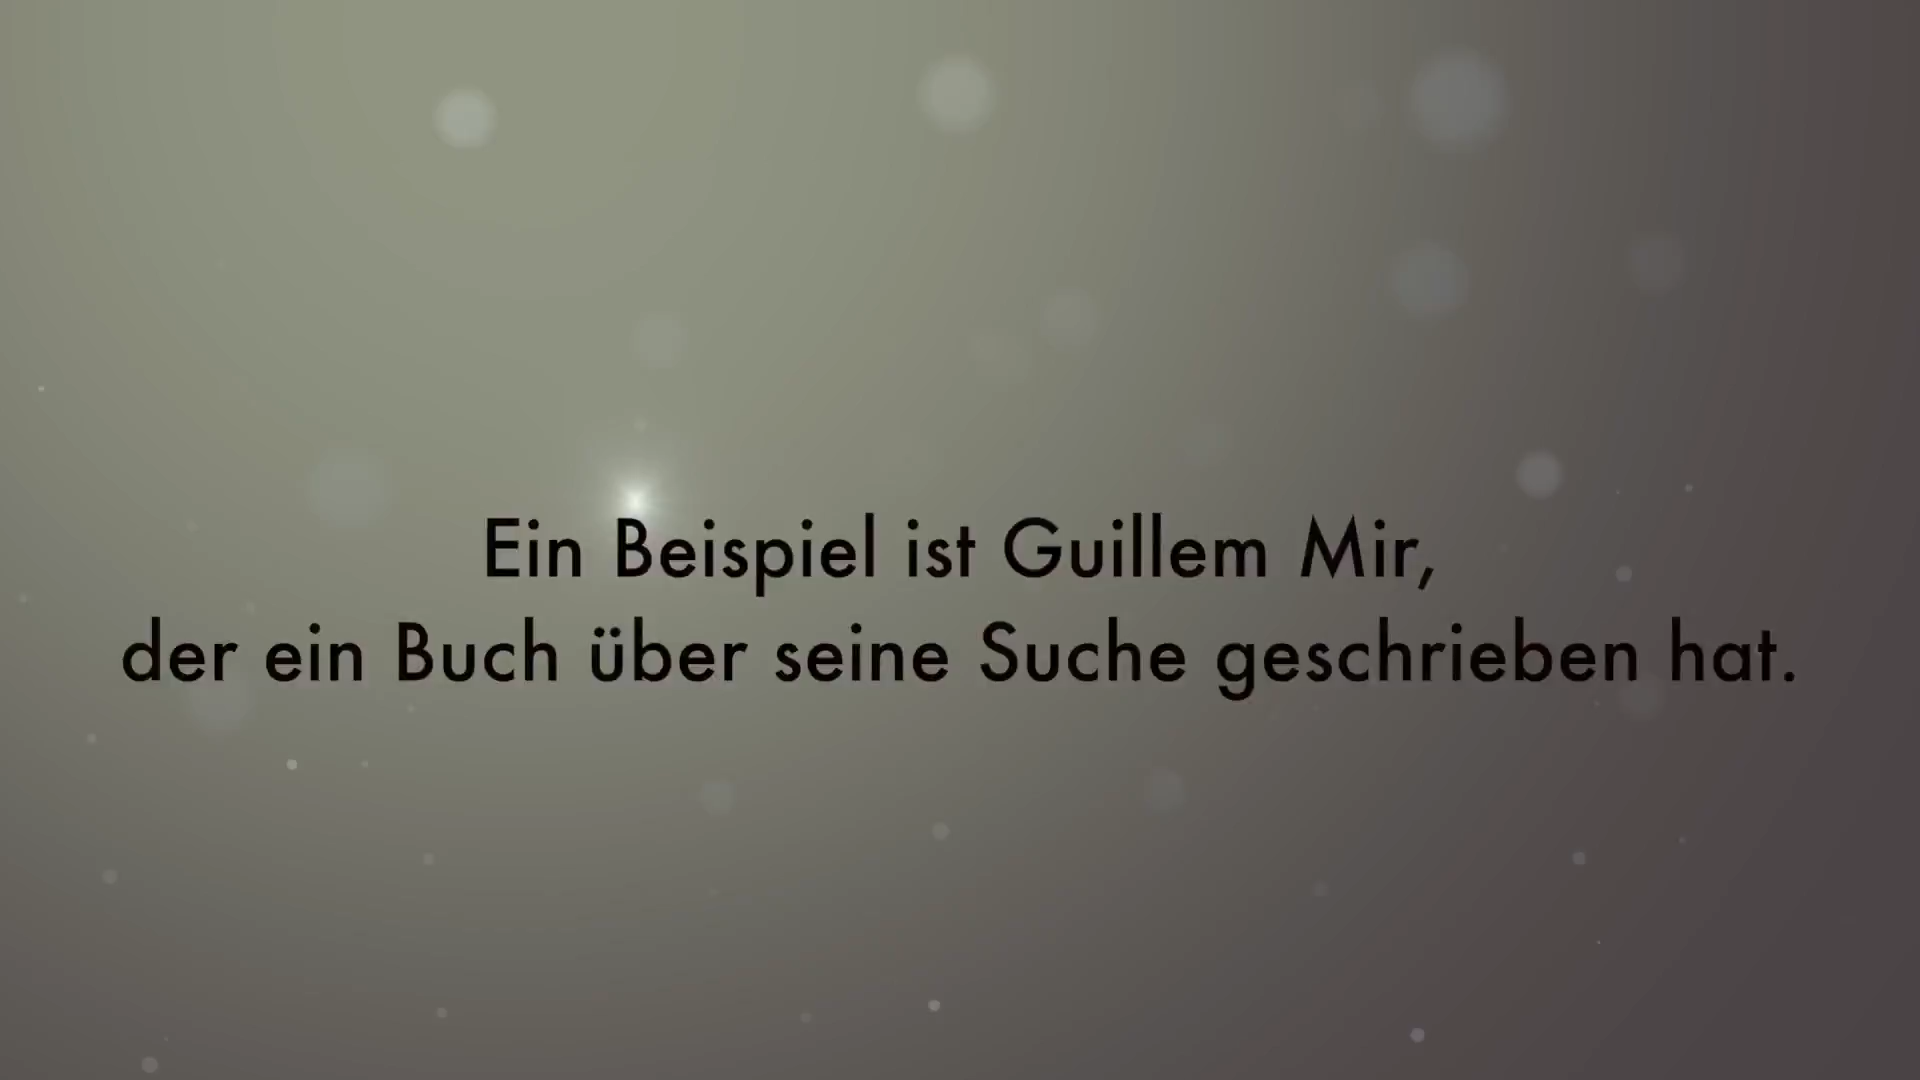 Ein Beispiel ist Guillem Mir,
der ein Buch über seine Suche geschrieben hat.